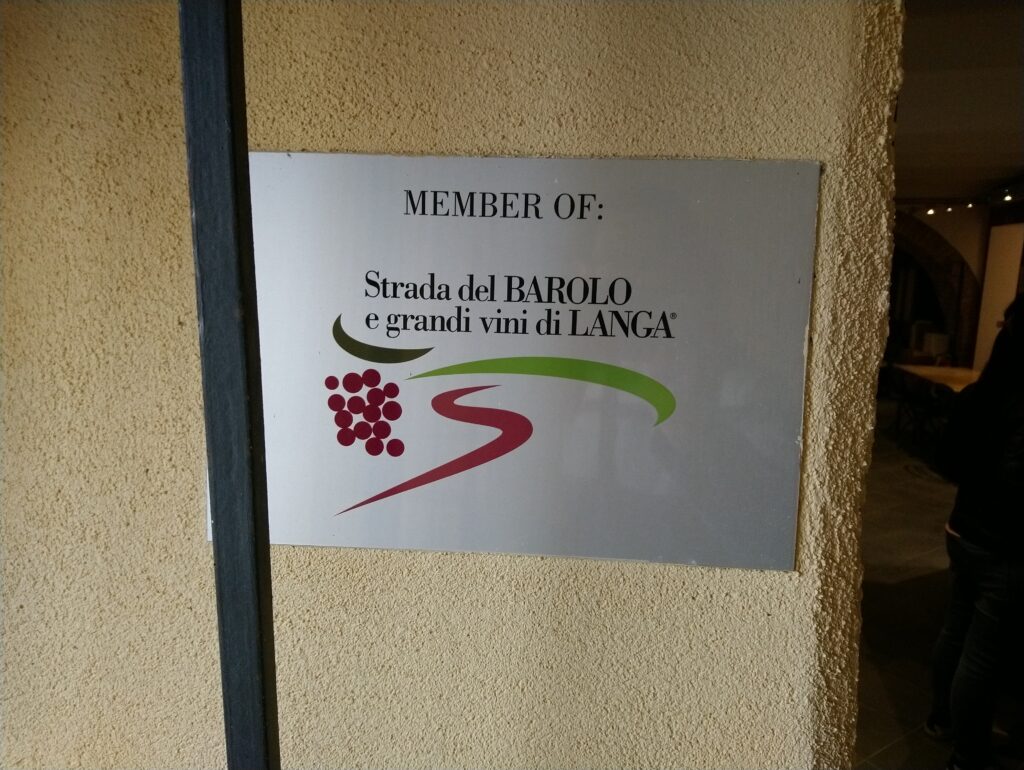 MEMBER OF:
Strada del BAROLO
e grandi vini di LANGA®